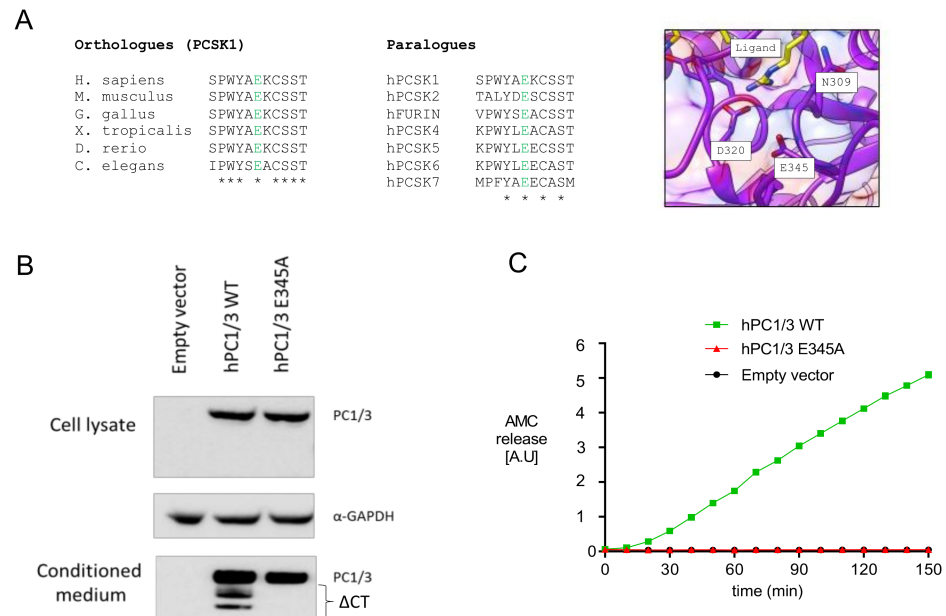 A
Orthologues (PCSK1)
H. sapiens SPWYAEKCSST
M. musculus SPWYAEKCSST
G. gallus SPWYAEKCSST
X. tropicalis SPWYAEKCSST
D. rerio SPWYAEKCSST
C. elegans IPWYSEACSST
*** * ****
Paralogues
hPCSK1 SPWYAEKCSST
hPCSK2 TALYDESCSST
hFURIN VPWYSEACSST
hPCSK4 KPWYLEACAST
hPCSK5 KPWYLEECSST
hPCSK6 KPWYLEECAST
hPCSK7 MPFYAEECASM
* * * *
Ligand
N309
D320
E345
B
Empty vector
hPC1/3 WT
hPC1/3 E345A
Cell lysate
PC1/3
α-GAPDH
Conditioned
medium
PC1/3
ΔCT
C
hPC1/3 WT
hPC1/3 E345A
Empty vector
AMC
release
[A.U]
6
5
4
3
2
1
0
0 30 60 90 120 150
time (min)